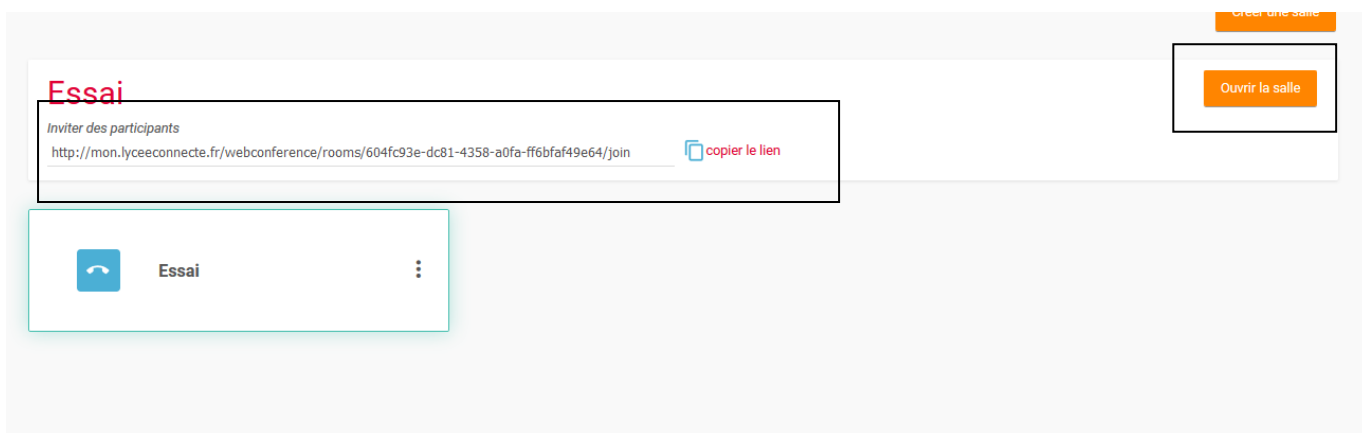 Créer une salle
Essai
Ouvrir la salle
Inviter des participants
http://mon.lyceeconnecte.fr/webconference/rooms/604fc93e-dc81-4358-a0fa-ff6bfaf49e64/join
copier le lien
Essai